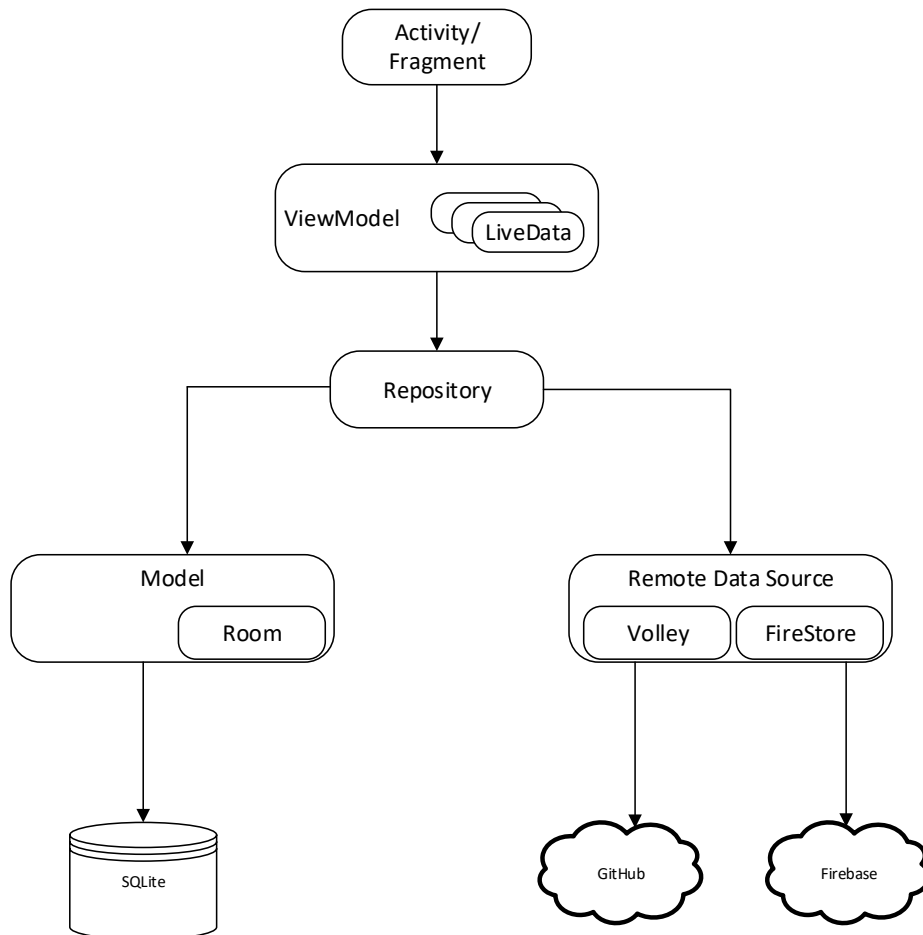 Activity/
Fragment
ViewModel
LiveData
Repository
Model
Room
Remote Data Source
Volley
FireStore
SQLite
GitHub
Firebase